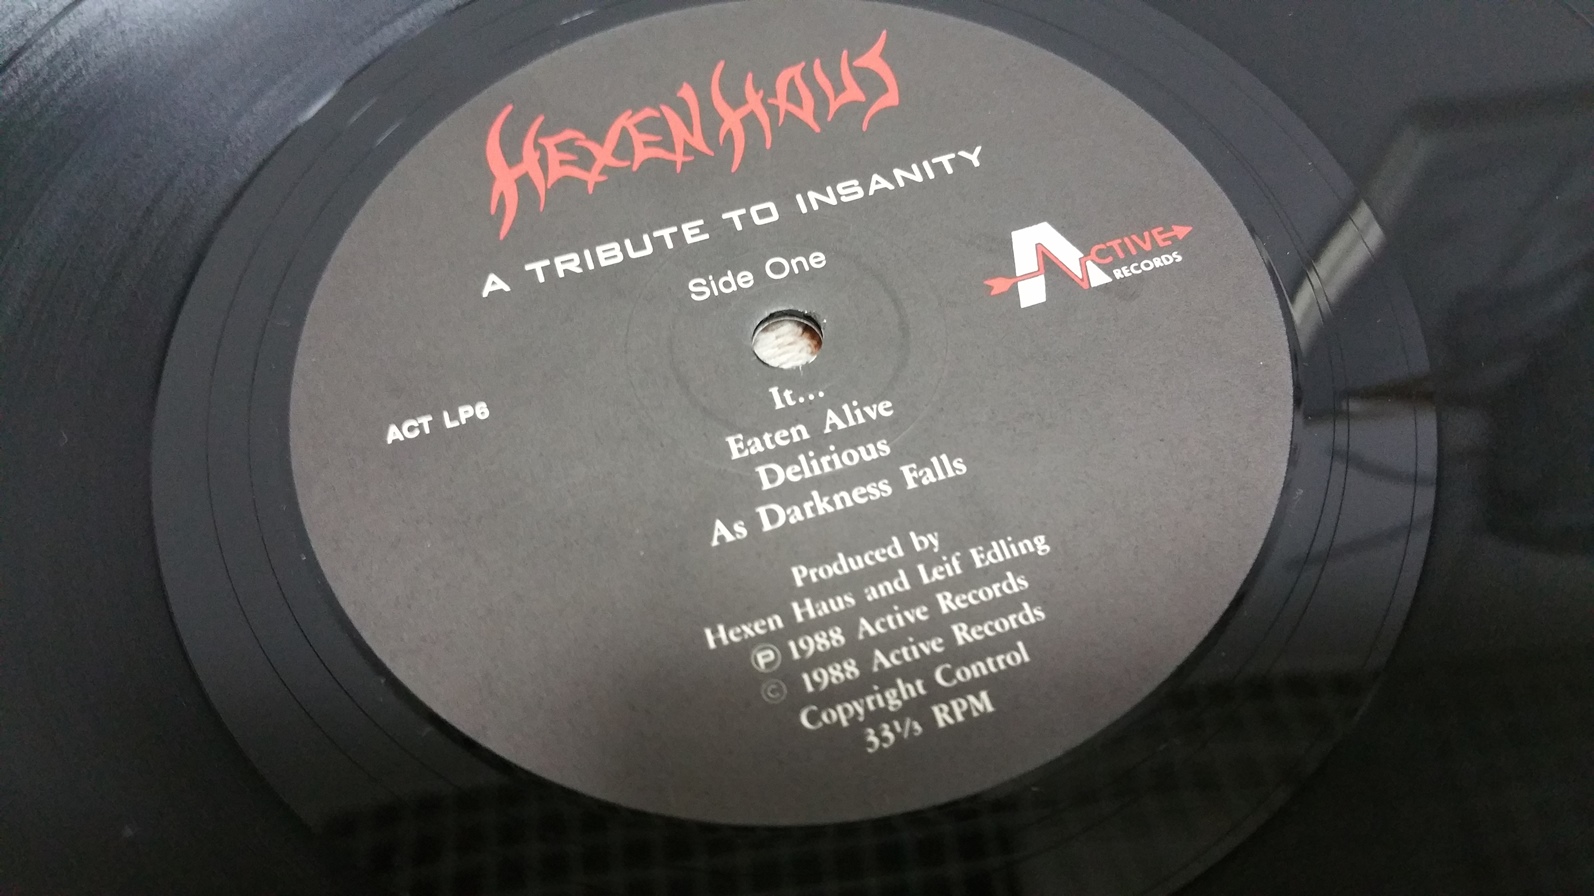 HEXENHAUS
A TRIBUTE TO INSANITY
Side One
ACTIVE
RECORDS
ACT LP6
It...
Eaten Alive
Delirious
As Darkness Falls
Produced by
Hexen Haus and Leif Edling
Ⓟ 1988 Active Records
© 1988 Active Records
Copyright Control
33⅓ RPM